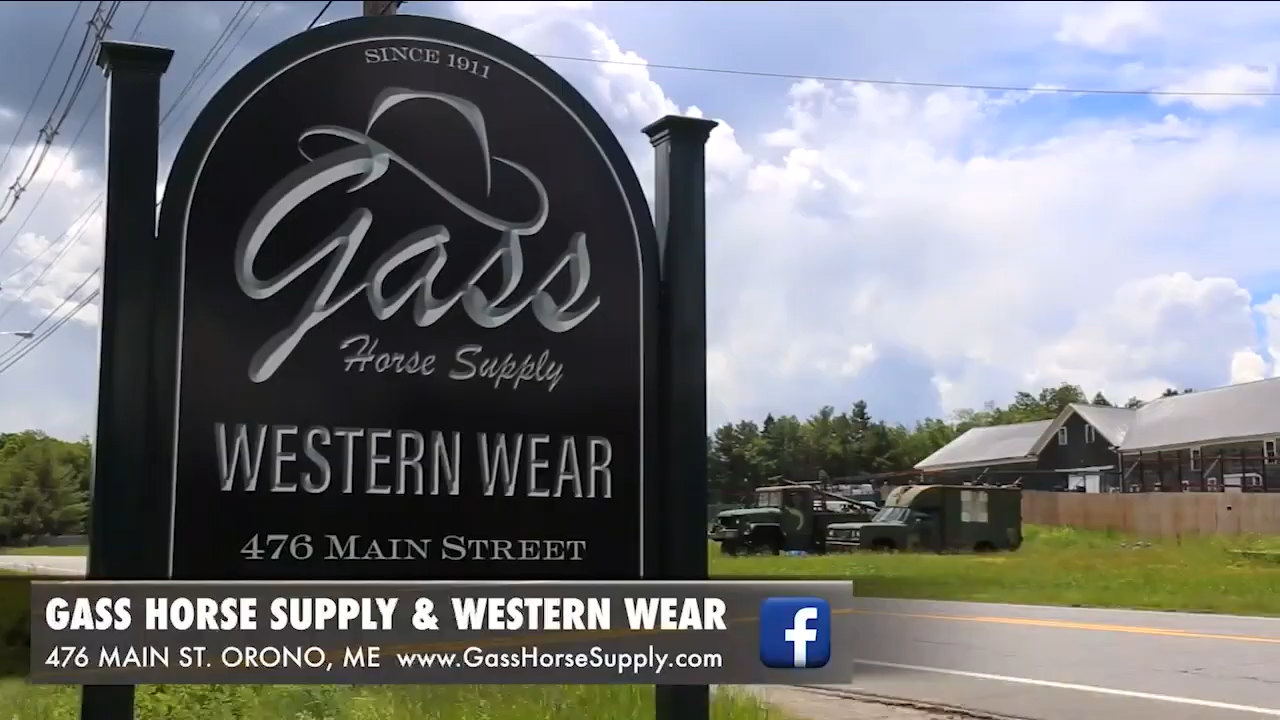 SINCE 1911
Gass
Horse Supply
WESTERN WEAR
476 MAIN STREET
GASS HORSE SUPPLY & WESTERN WEAR
476 MAIN ST. ORONO, ME www.GassHorseSupply.com
f